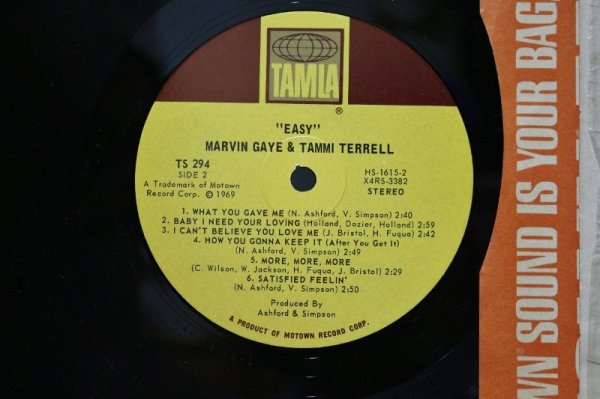 TAMLA
®
"EASY"
MARVIN GAYE & TAMMI TERRELL
TS 294
SIDE 2
A Trademark of Motown
Record Corp. © 1969
HS-1615-2
X4RS-3382
STEREO
1. WHAT YOU GAVE ME (N. Ashford, V. Simpson) 2:40
2. BABY I NEED YOUR LOVING (Holland, Dozier, Holland) 2:59
3. I CAN'T BELIEVE YOU LOVE ME (J. Bristol, H. Fuqua) 2:42
4. HOW YOU GONNA KEEP IT (After You Get It)
(N. Ashford, V. Simpson) 2:49
5. MORE, MORE, MORE
(C. Wilson, W. Jackson, H. Fuqua, J. Bristol) 2:29
6. SATISFIED FEELIN'
(N. Ashford, V. Simpson) 2:50
Produced By
Ashford & Simpson
A PRODUCT OF MOTOWN RECORD CORP.
WN® SOUND IS YOUR BAG